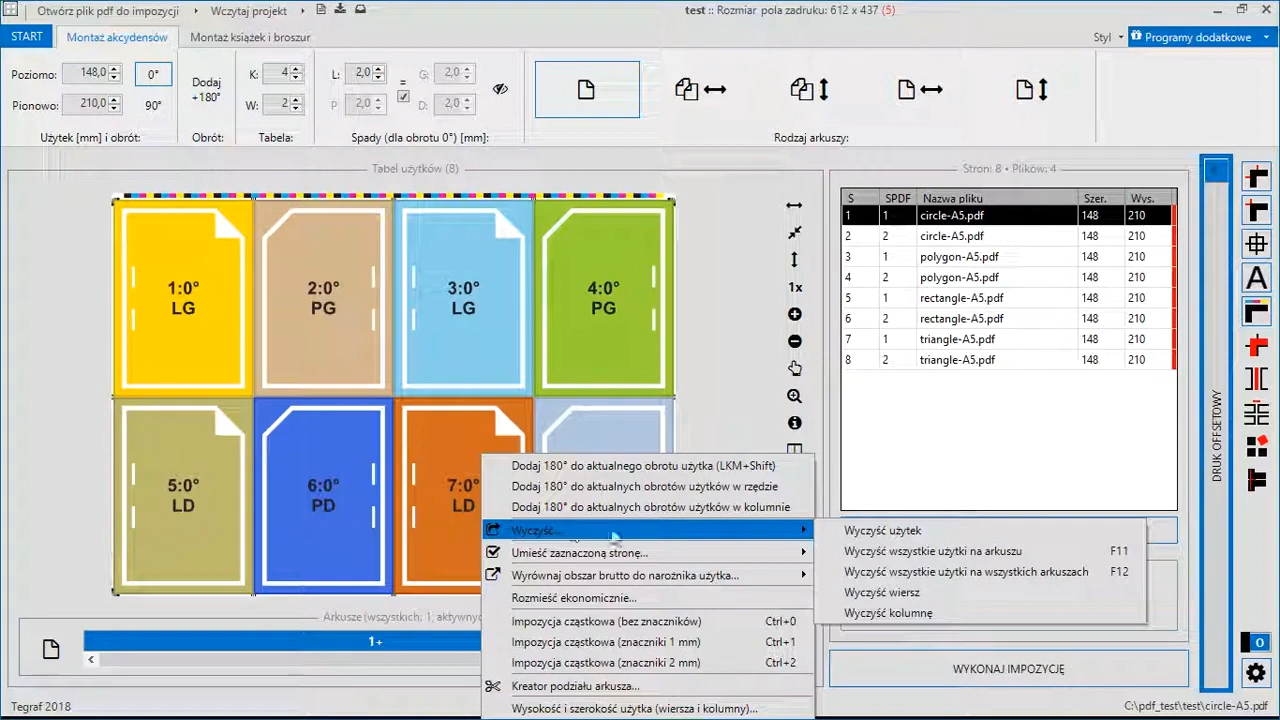 Otwórz plik pdf do impozycji Wczytaj projekt test :: Rozmiar pola zadruku: 612 x 437 (5)
START Montaż akcydensów Montaż książek i broszur Styl Programy dodatkowe
Poziomo: 148,0 0° Dodaj +180° K: 4 L: 2,0 = G: 2,0
Pionowo: 210,0 90° W: 2 P 2,0 D: 2,0
Użytek [mm] i obrót: Obrót: Tabela: Spady (dla obrotu 0°) [mm]: Rodzaj arkuszy:
Tabel użytków (8)
1:0°
LG
2:0°
PG
3:0°
LG
4:0°
PG
5:0°
LD
6:0°
PD
7:0°
LD
1x
Stron: 8 • Plików: 4
S SPDF Nazwa pliku Szer. Wys.
1 1 circle-A5.pdf 148 210
2 2 circle-A5.pdf 148 210
3 1 polygon-A5.pdf 148 210
4 2 polygon-A5.pdf 148 210
5 1 rectangle-A5.pdf 148 210
6 2 rectangle-A5.pdf 148 210
7 1 triangle-A5.pdf 148 210
8 2 triangle-A5.pdf 148 210
DRUK OFFSETOWY
A
Dodaj 180° do aktualnego obrotu użytka (LKM+Shift)
Dodaj 180° do aktualnych obrotów użytków w rzędzie
Dodaj 180° do aktualnych obrotów użytków w kolumnie
Wyczyść...
Umieść zaznaczoną stronę...
Wyrównaj obszar brutto do narożnika użytka...
Rozmieść ekonomicznie...
Impozycja cząstkowa (bez znaczników) Ctrl+0
Impozycja cząstkowa (znaczniki 1 mm) Ctrl+1
Impozycja cząstkowa (znaczniki 2 mm) Ctrl+2
Kreator podziału arkusza...
Wysokość i szerokość użytka (wiersza i kolumny)...
Wyczyść użytek
Wyczyść wszystkie użytki na arkuszu F11
Wyczyść wszystkie użytki na wszystkich arkuszach F12
Wyczyść wiersz
Wyczyść kolumnę
Arkusze (wszystkich: 1, aktywnyc
1+
WYKONAJ IMPOZYCJĘ
0
Tegraf 2018 C:\pdf_test\test\circle-A5.pdf